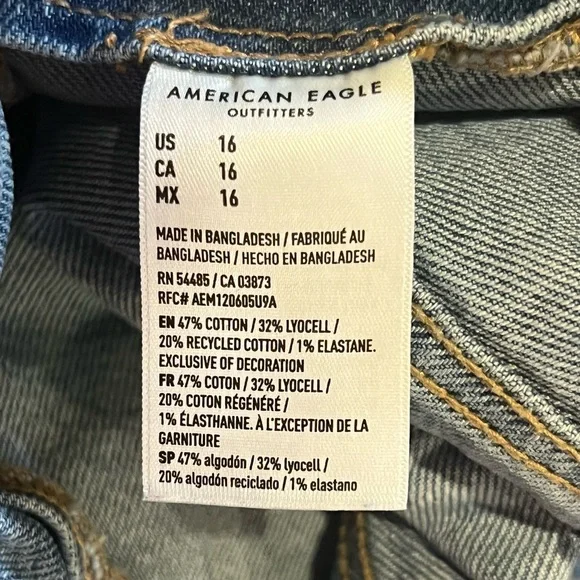 AMERICAN EAGLE
OUTFITTERS
US 16
CA 16
MX 16
MADE IN BANGLADESH / FABRIQUÉ AU
BANGLADESH / HECHO EN BANGLADESH
RN 54485 / CA 03873
RFC# AEM120605U9A
EN 47% COTTON / 32% LYOCELL /
20% RECYCLED COTTON / 1% ELASTANE.
EXCLUSIVE OF DECORATION
FR 47% COTON / 32% LYOCELL /
20% COTON RÉGÉNÉRÉ /
1% ÉLASTHANNE. À L'EXCEPTION DE LA
GARNITURE
SP 47% algodón / 32% lyocell /
20% algodón reciclado / 1% elastano